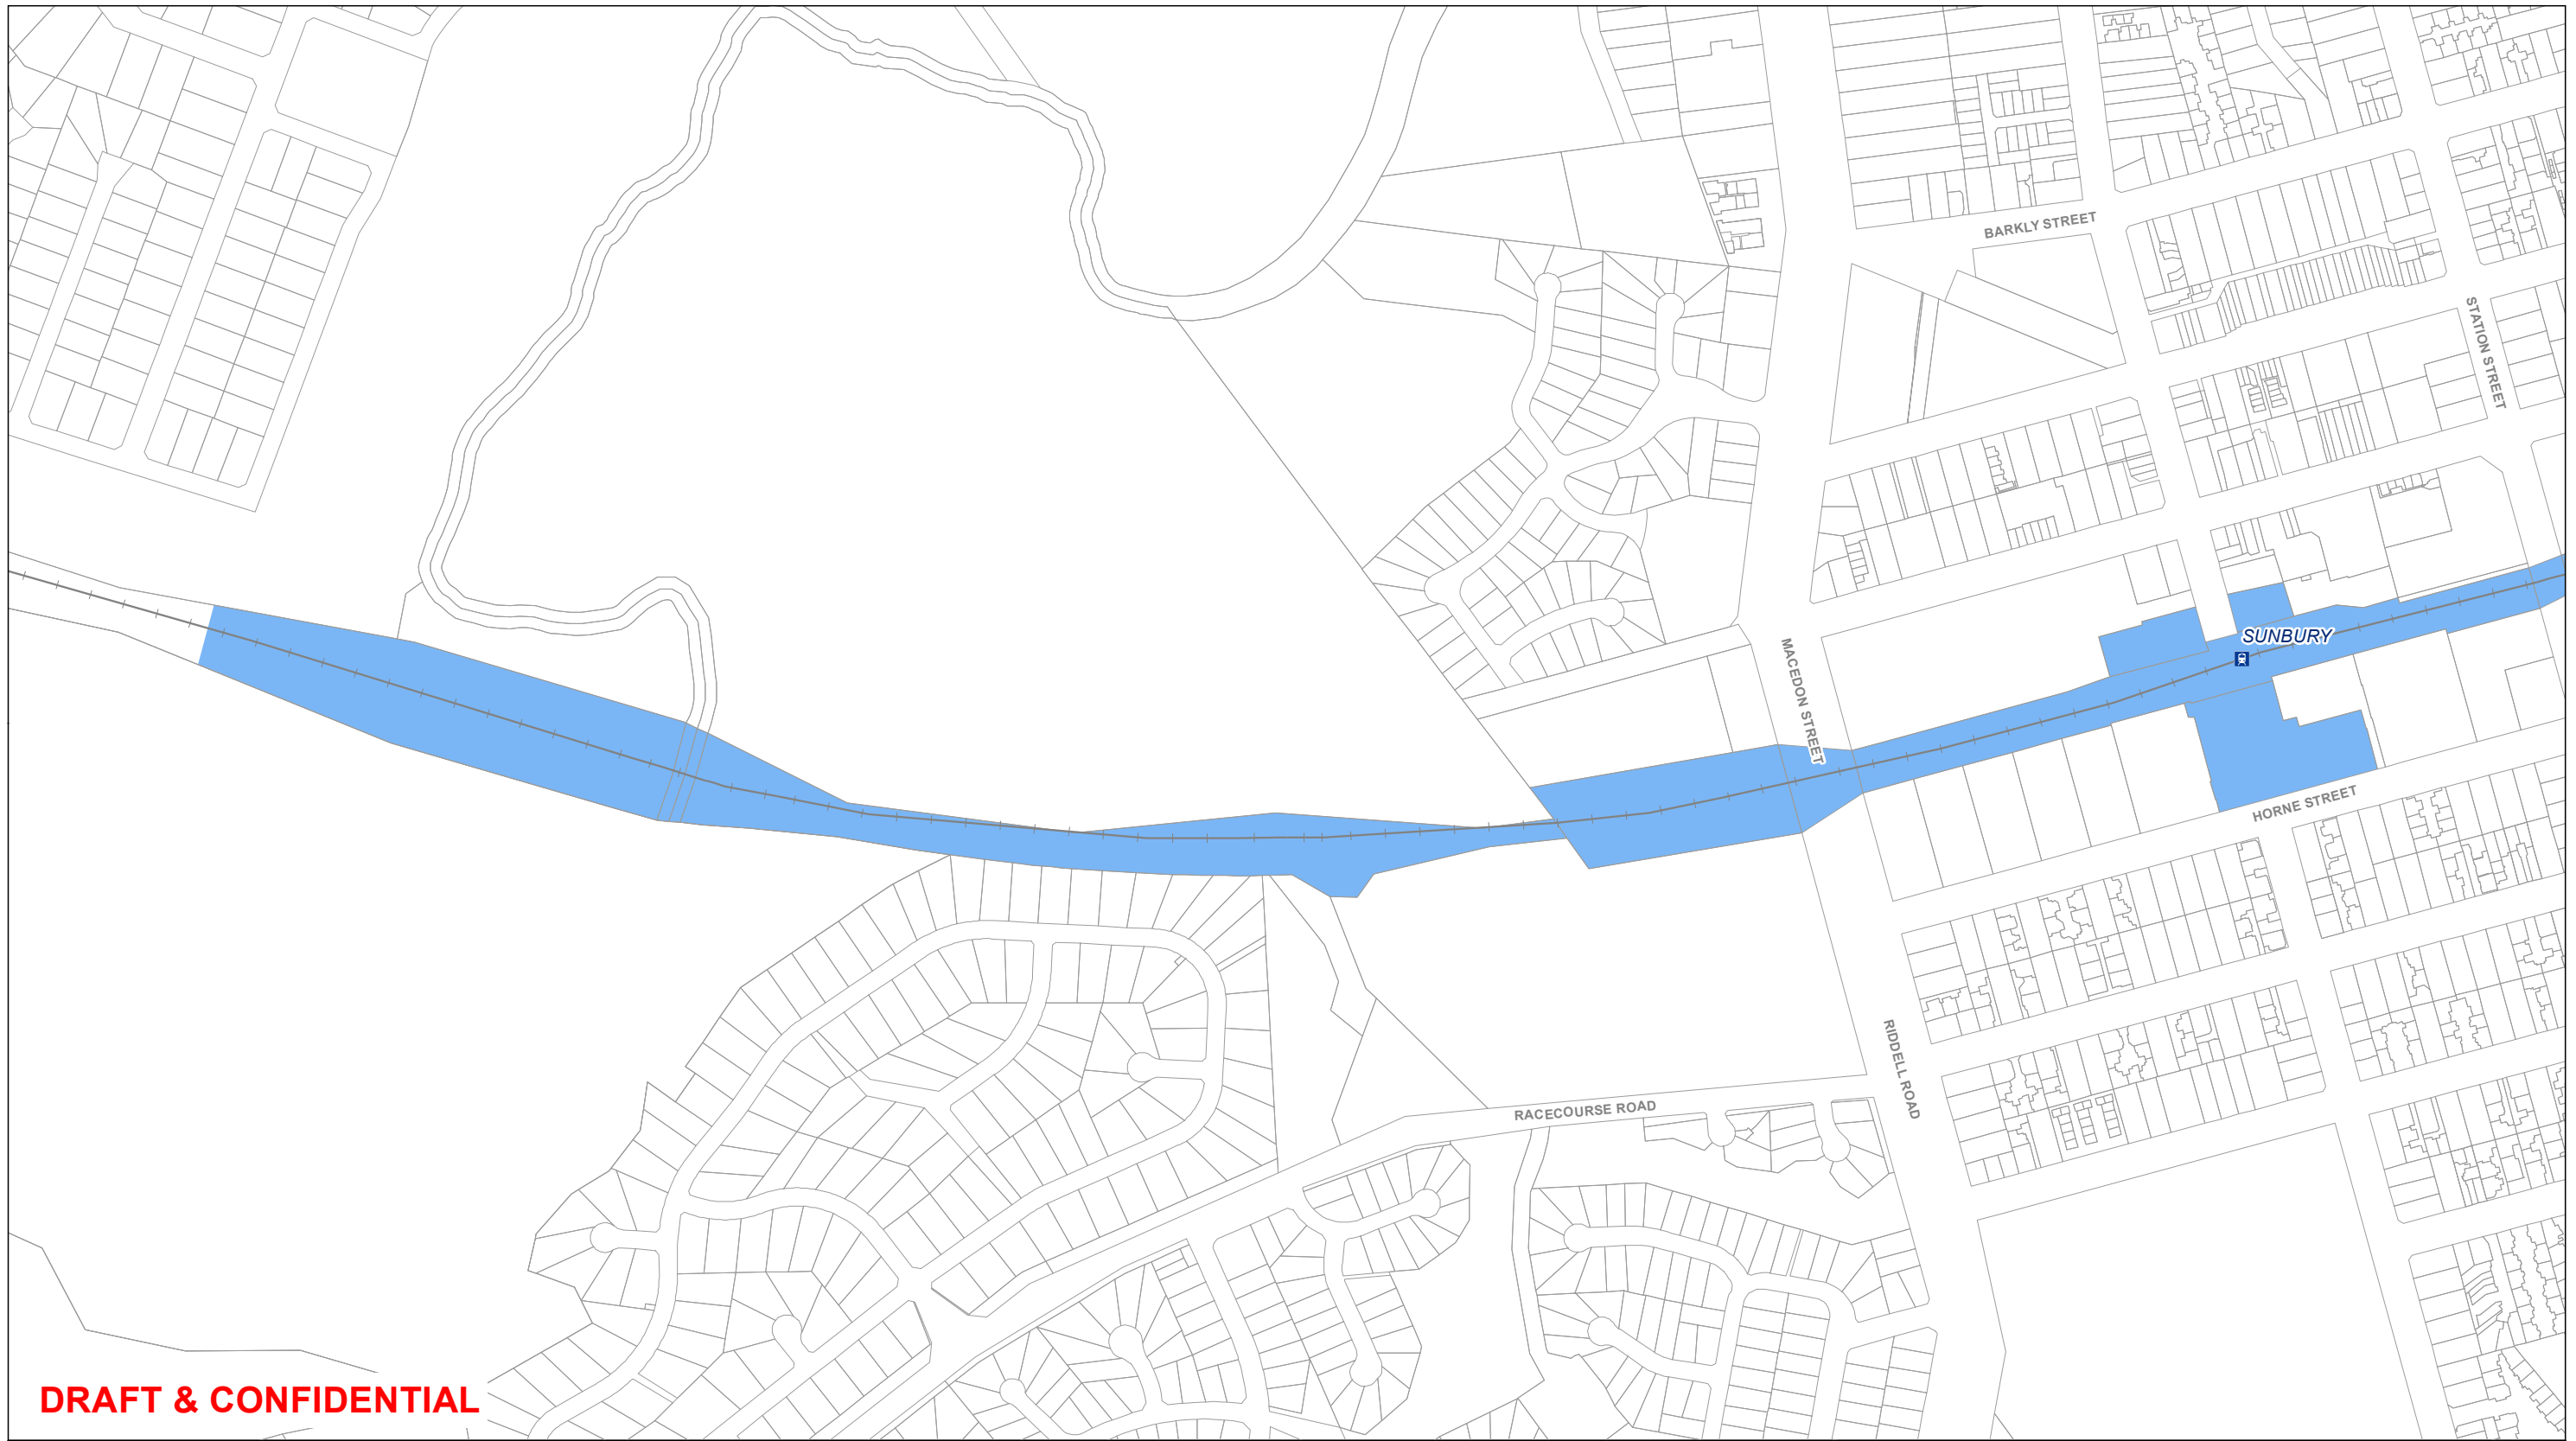 BARKLY STREET
STATION STREET
SUNBURY
MACEDON STREET
HORNE STREET
RIDDELL ROAD
RACECOURSE ROAD
DRAFT & CONFIDENTIAL